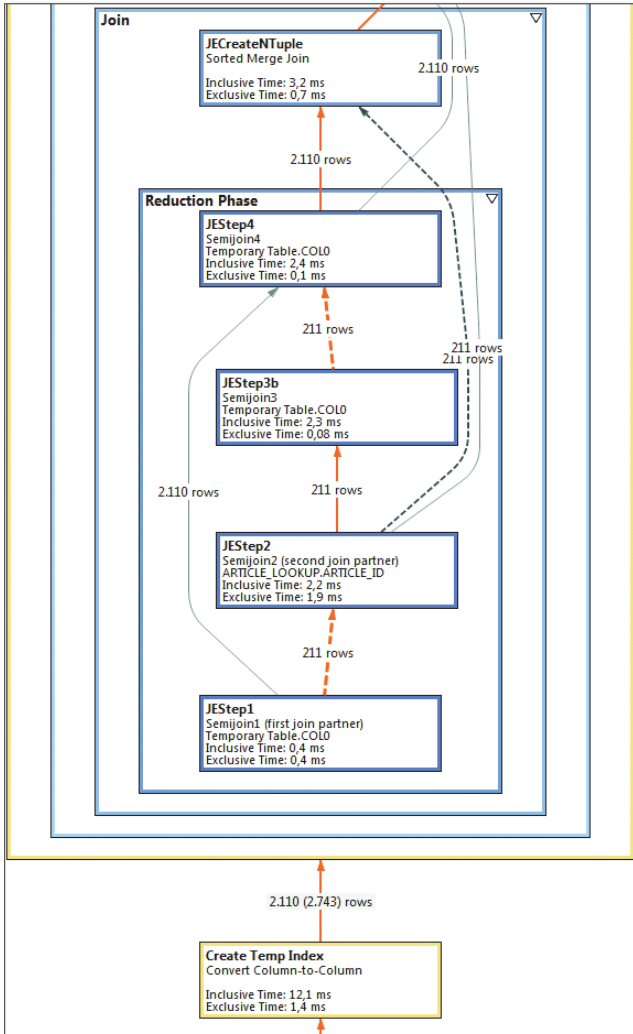 Join
JECreateNTuple
Sorted Merge Join
Inclusive Time: 3,2 ms
Exclusive Time: 0,7 ms
2.110 rows
2.110 rows
Reduction Phase
JEStep4
Semijoin4
Temporary Table.COL0
Inclusive Time: 2,4 ms
Exclusive Time: 0,1 ms
211 rows
211 rows
211 rows
JEStep3b
Semijoin3
Temporary Table.COL0
Inclusive Time: 2,3 ms
Exclusive Time: 0,08 ms
2.110 rows
211 rows
JEStep2
Semijoin2 (second join partner)
ARTICLE_LOOKUP.ARTICLE_ID
Inclusive Time: 2,2 ms
Exclusive Time: 1,9 ms
211 rows
JEStep1
Semijoin1 (first join partner)
Temporary Table.COL0
Inclusive Time: 0,4 ms
Exclusive Time: 0,4 ms
2.110 (2.743) rows
Create Temp Index
Convert Column-to-Column
Inclusive Time: 12,1 ms
Exclusive Time: 1,4 ms